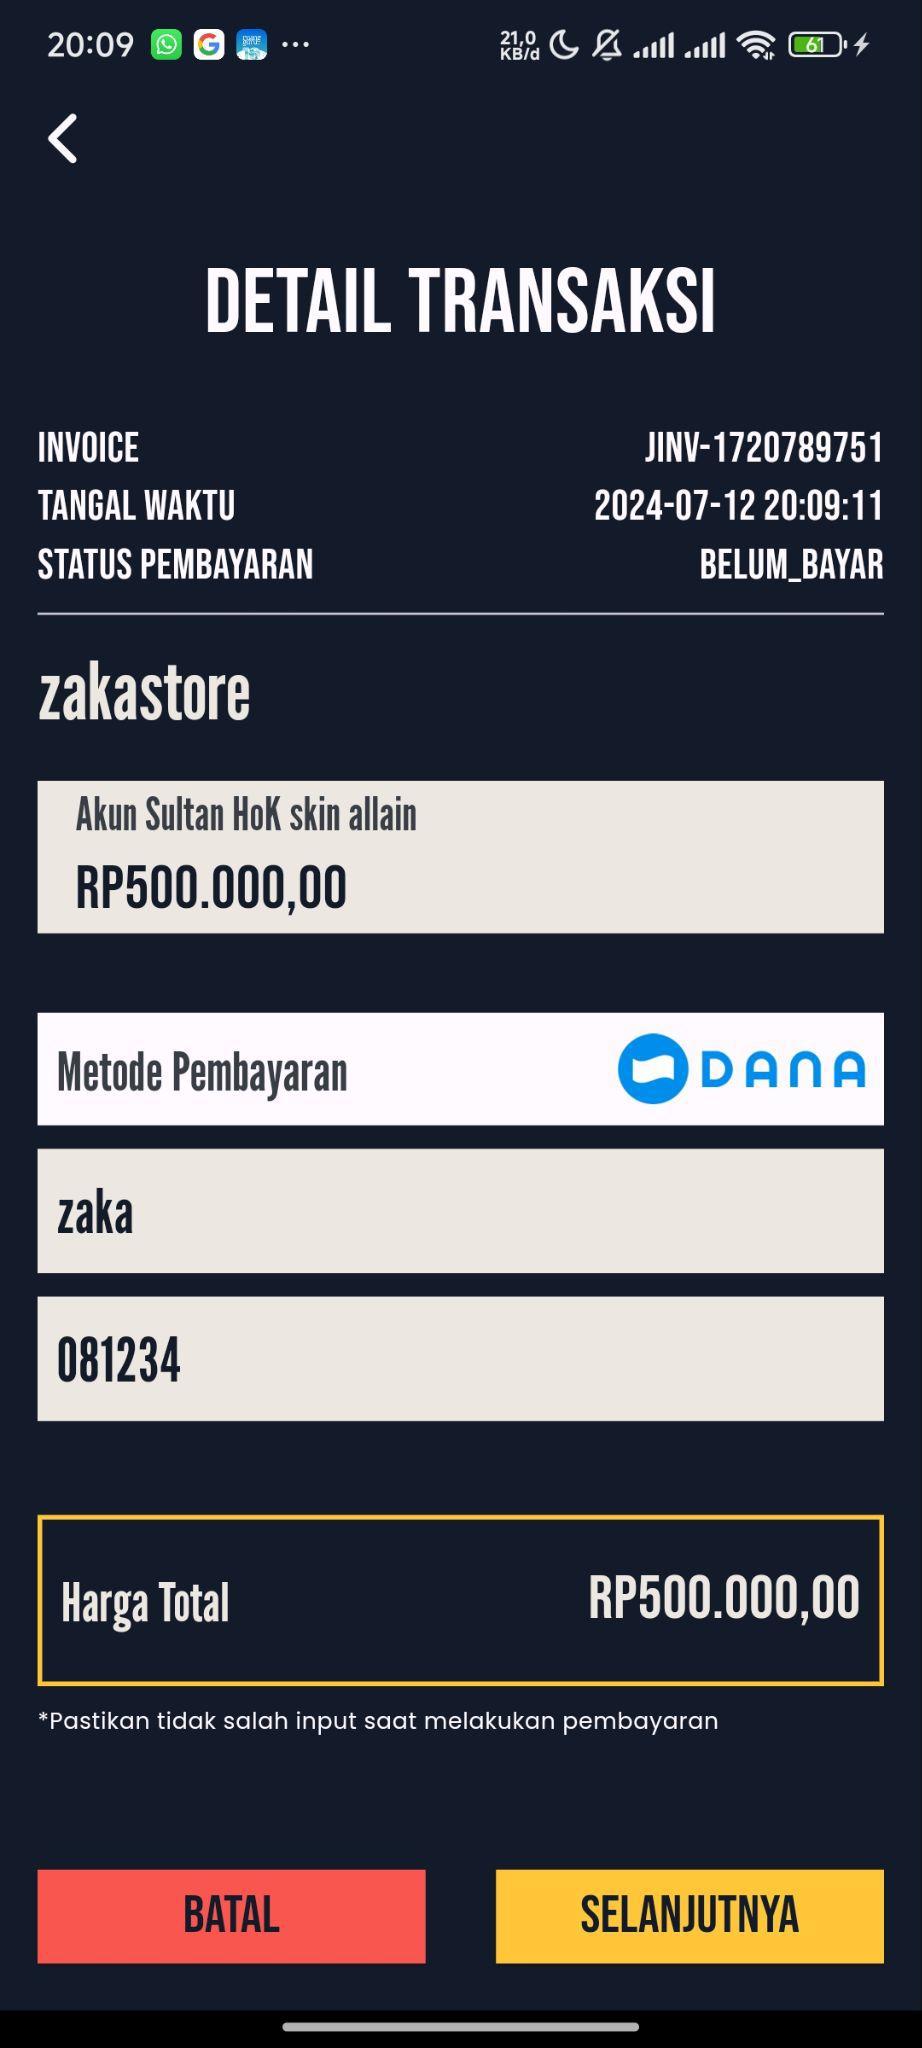 20:09
21,0
KB/d
61
DETAIL TRANSAKSI
INVOICE JINV-1720789751
TANGAL WAKTU 2024-07-12 20:09:11
STATUS PEMBAYARAN BELUM_BAYAR
zakastore
Akun Sultan HoK skin allain
RP500.000,00
Metode Pembayaran DANA
zaka
081234
Harga Total RP500.000,00
*Pastikan tidak salah input saat melakukan pembayaran
BATAL SELANJUTNYA